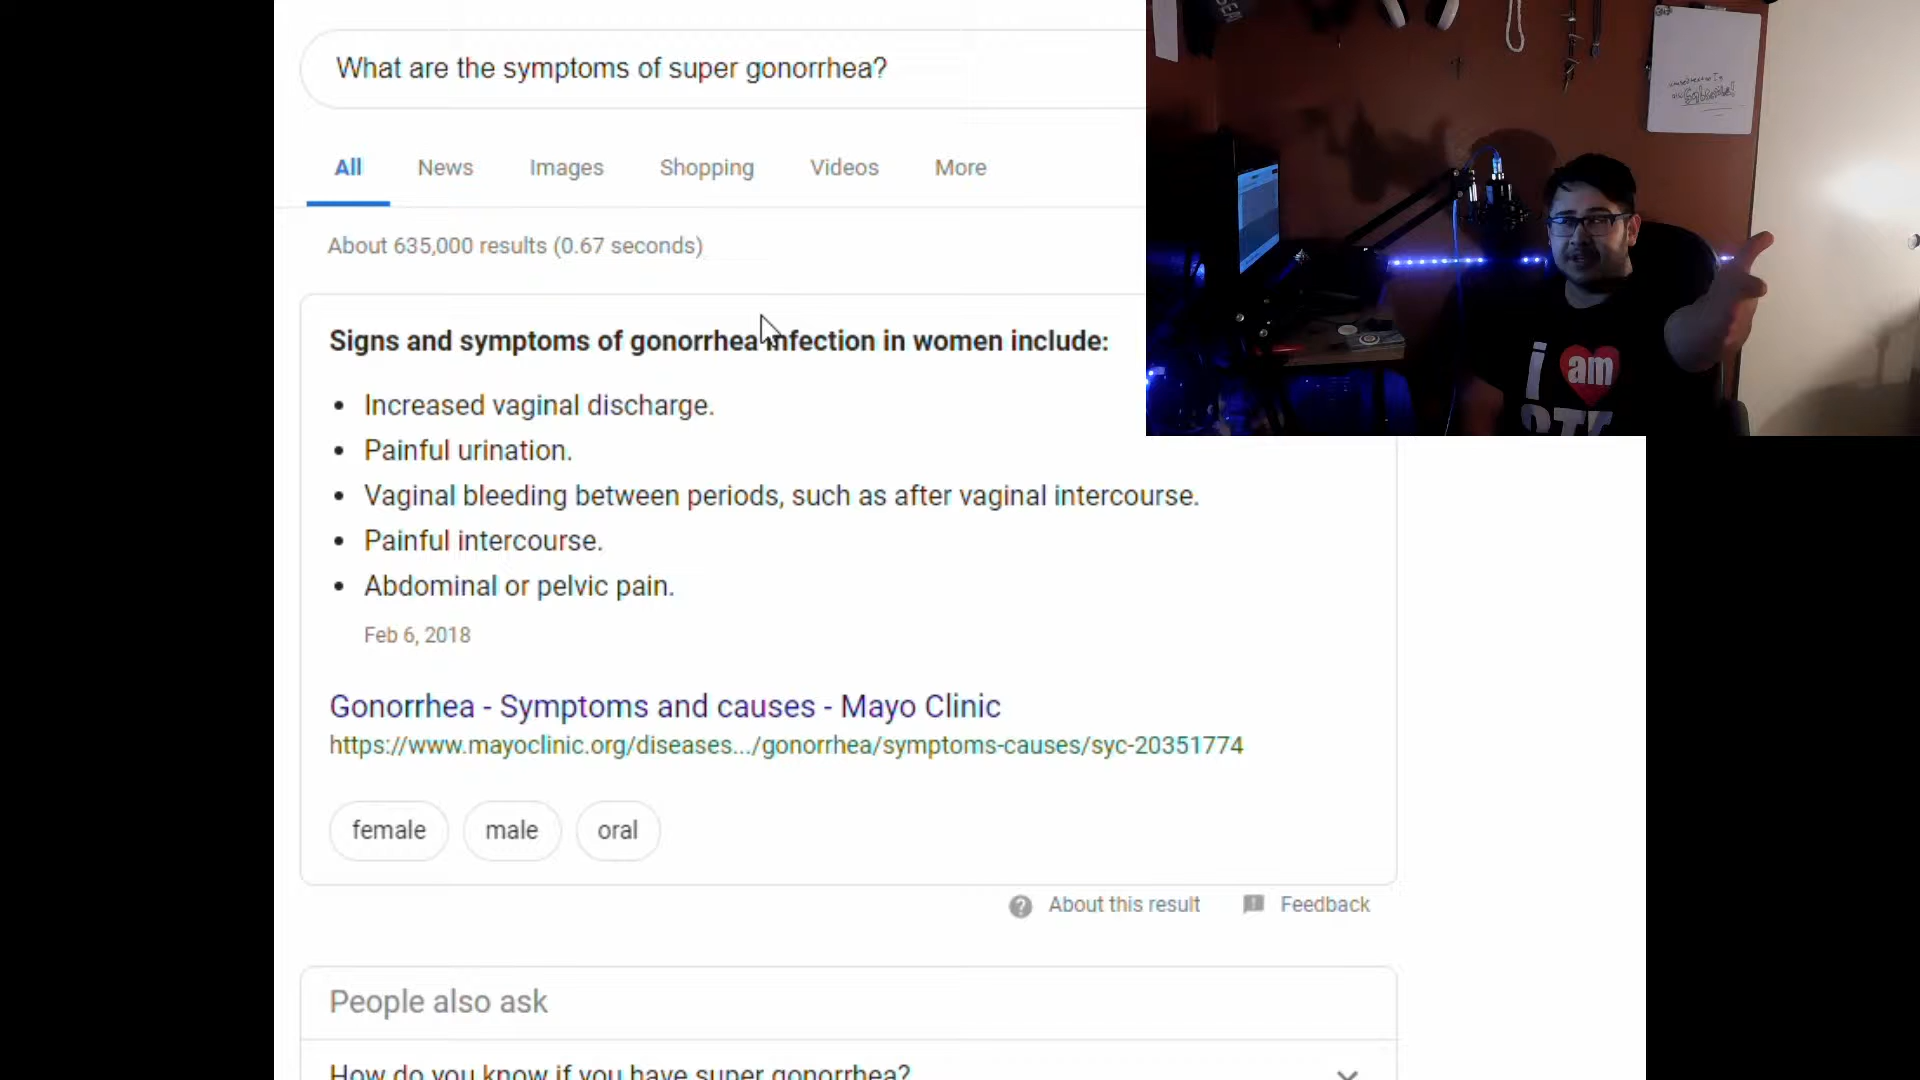 What are the symptoms of super gonorrhea?
All News Images Shopping Videos More
About 635,000 results (0.67 seconds)
Signs and symptoms of gonorrhea infection in women include:
• Increased vaginal discharge.
• Painful urination.
• Vaginal bleeding between periods, such as after vaginal intercourse.
• Painful intercourse.
• Abdominal or pelvic pain.
Feb 6, 2018
Gonorrhea - Symptoms and causes - Mayo Clinic
https://www.mayoclinic.org/diseases.../gonorrhea/symptoms-causes/syc-20351774
female male oral
About this result Feedback
People also ask
How do you know if you have super gonorrhea?
i am